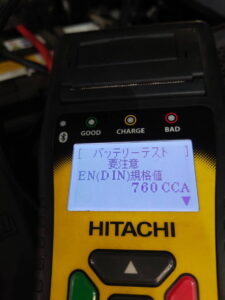 GOOD CHARGE BAD
[ バッテリーテスト ]
要注意
EN(DIN)規格値
760 CCA
▼
HITACHI
▲